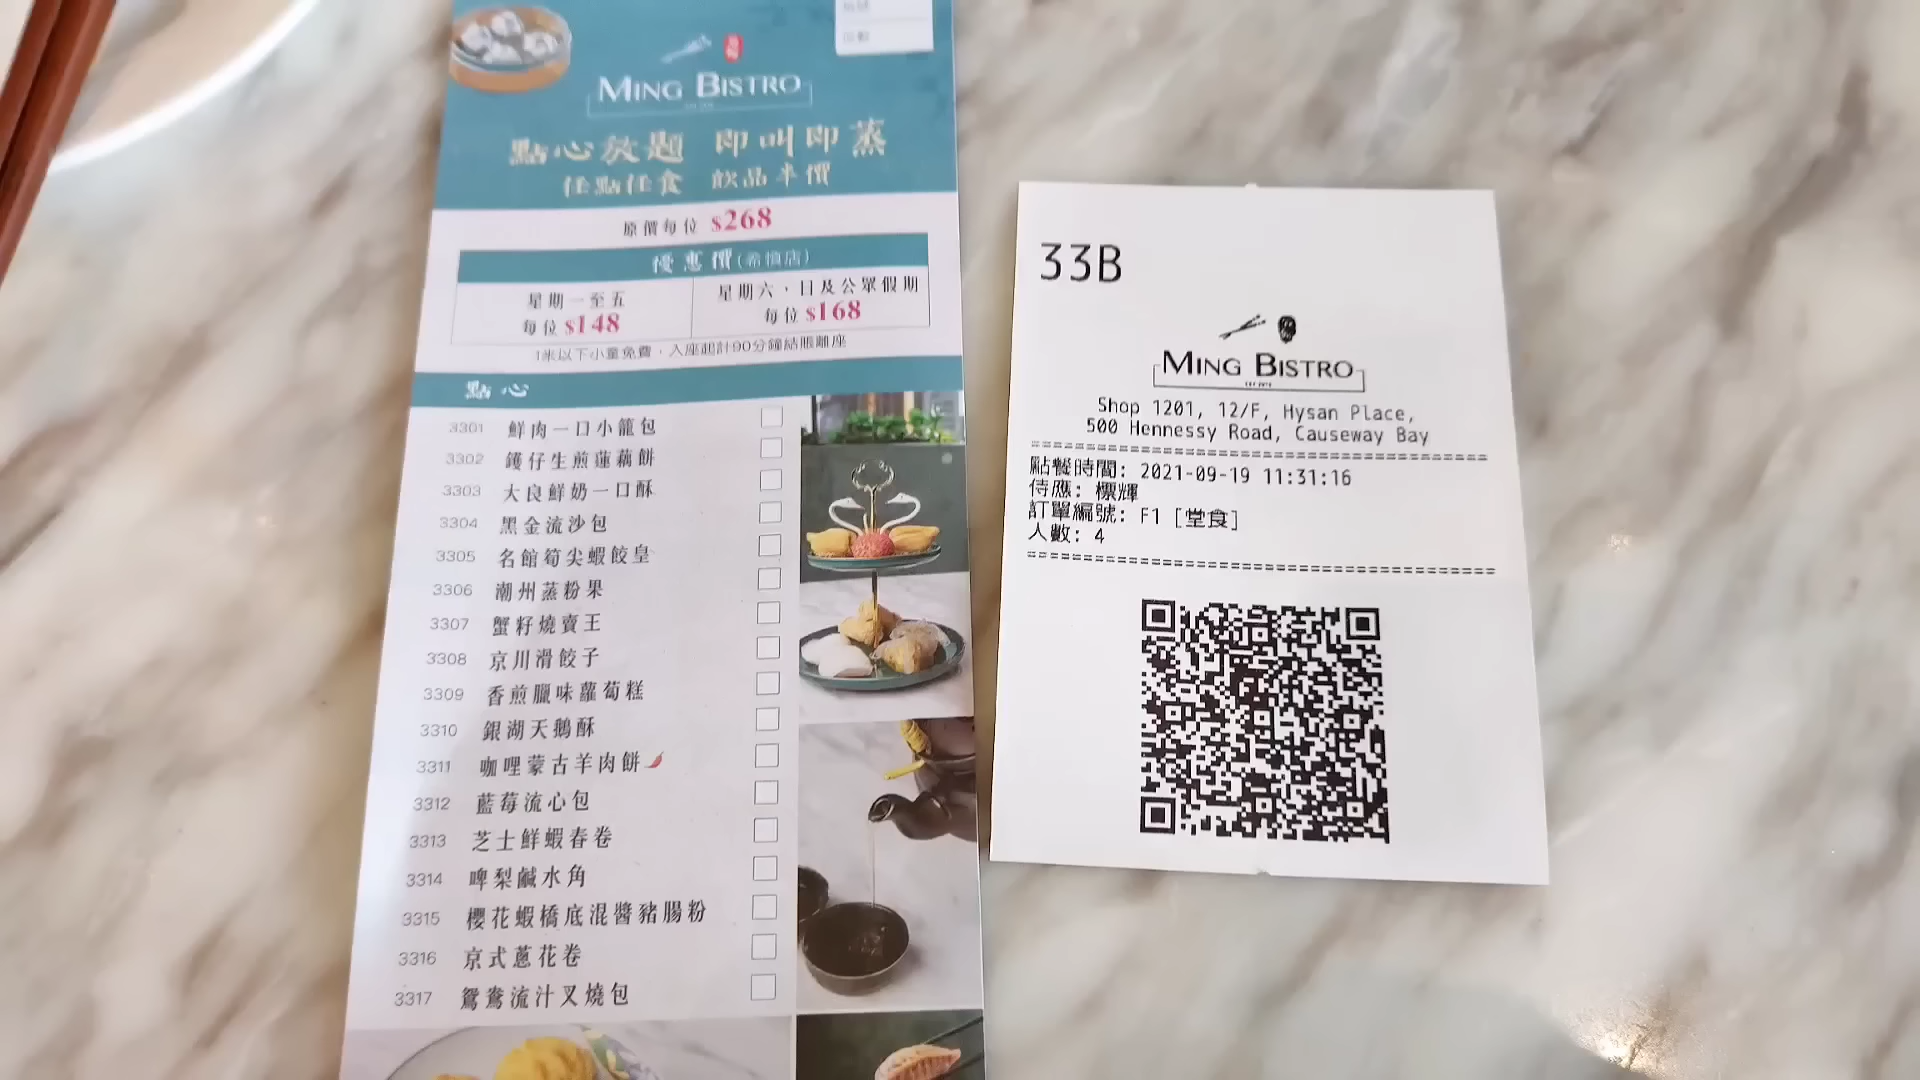 MING BISTRO
點心放題 即叫即蒸
任點任食 飲品半價
原價每位 $268
優惠價(希慎店)
星期一至五
每位 $148
星期六，日及公眾假期
每位 $168
1米以下小童免費，入座起計90分鐘結賬離座
點心
3301 鮮肉一口小籠包
3302 鑊仔生煎蓮藕餅
3303 大良鮮奶一口酥
3304 黑金流沙包
3305 名館筍尖蝦餃皇
3306 潮州蒸粉果
3307 蟹籽燒賣王
3308 京川滑餃子
3309 香煎臘味蘿蔔糕
3310 銀湖天鵝酥
3311 咖哩蒙古羊肉餅
3312 藍莓流心包
3313 芝士鮮蝦春卷
3314 啤梨鹹水角
3315 櫻花蝦橋底混醬豬腸粉
3316 京式蔥花卷
3317 鴛鴦流汁叉燒包
33B
MING BISTRO
Shop 1201, 12/F, Hysan Place,
500 Hennessy Road, Causeway Bay
點餐時間: 2021-09-19 11:31:16
侍應: 標輝
訂單編號: F1 [堂食]
人數: 4